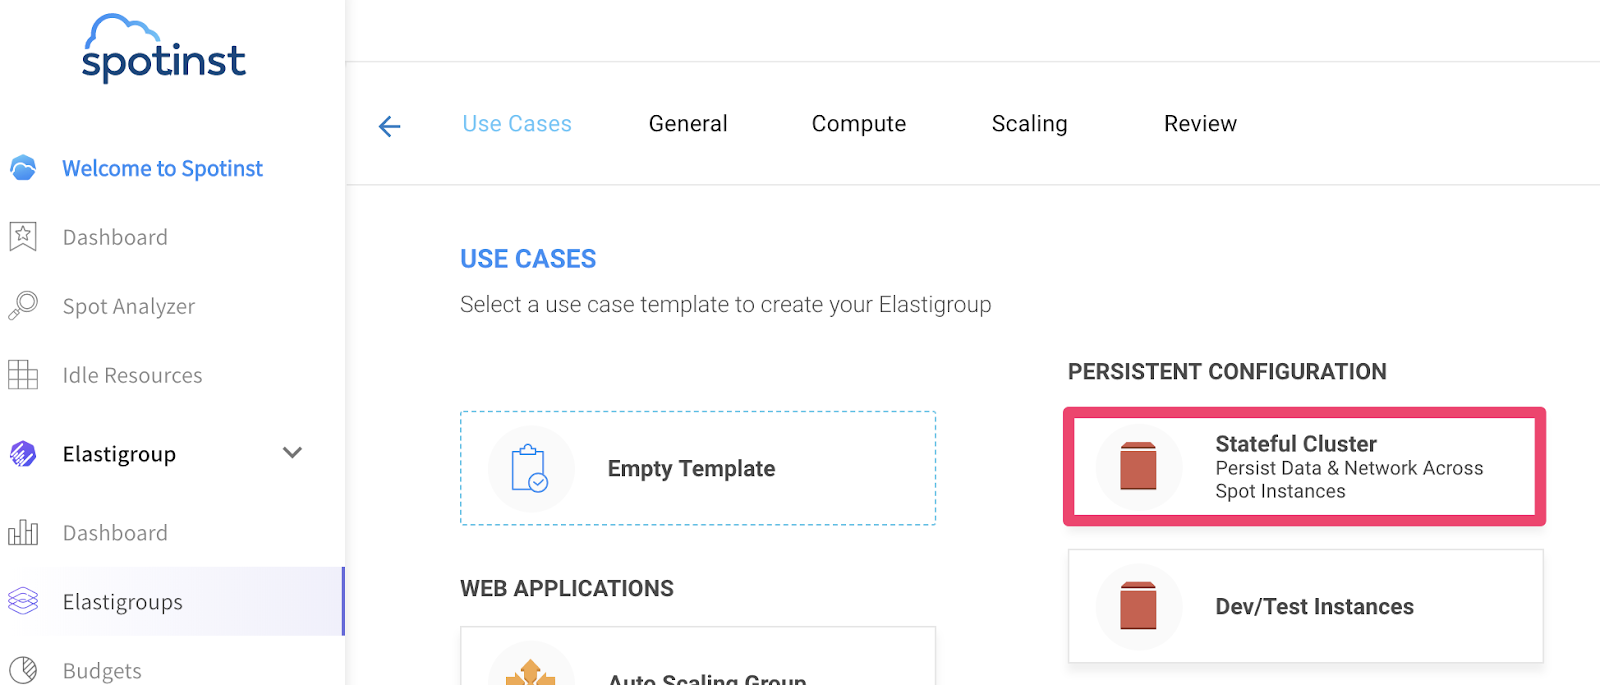 spotinst
Welcome to Spotinst
Dashboard
Spot Analyzer
Idle Resources
Elastigroup
Dashboard
Elastigroups
Budgets
Use Cases
General
Compute
Scaling
Review
USE CASES
Select a use case template to create your Elastigroup
Empty Template
WEB APPLICATIONS
Auto Scaling Group
PERSISTENT CONFIGURATION
Stateful Cluster
Persist Data & Network Across
Spot Instances
Dev/Test Instances